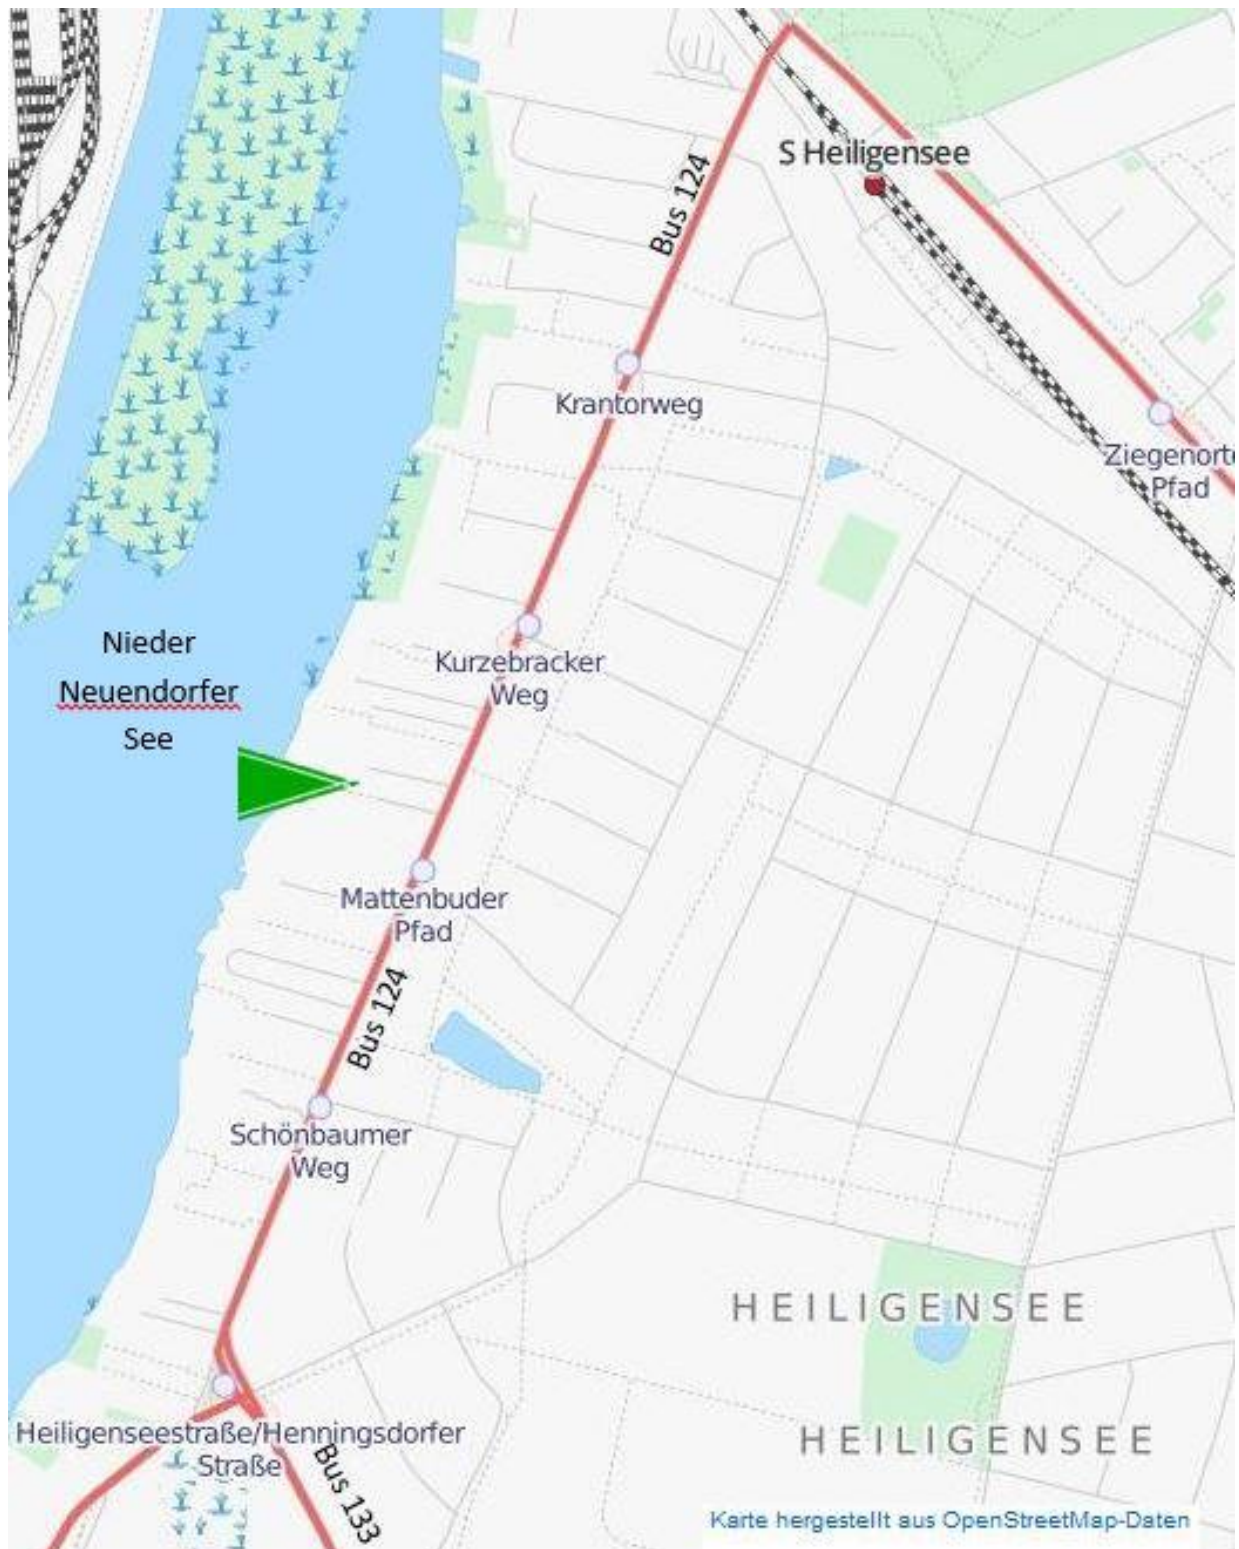 S Heiligensee
Bus 124
Krantorweg
Ziegenorte
Pfad
Nieder
Neuendorfer
See
Kurzebracker
Weg
Mattenbuder
Pfad
Bus 124
Schönbaumer
Weg
HEILIGENSEE
Heiligenseestraße/Henningsdorfer
Straße
HEILIGENSEE
Bus 133
Karte hergestellt aus OpenStreetMap-Daten